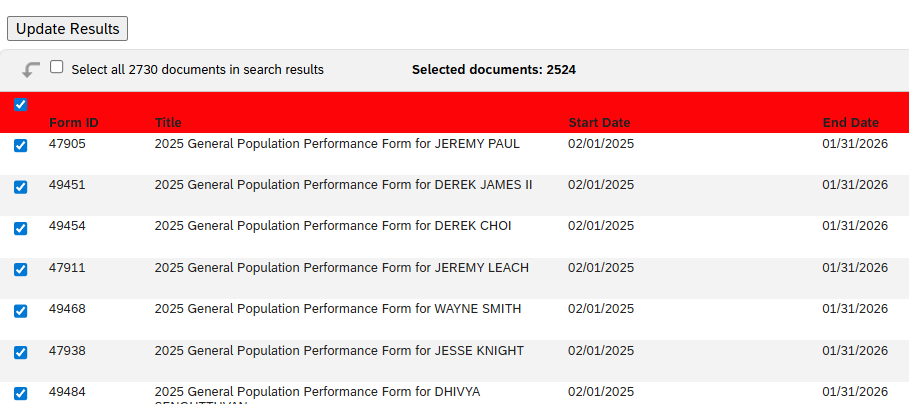 Update Results
Select all 2730 documents in search results Selected documents: 2524
Form ID Title Start Date End Date
47905 2025 General Population Performance Form for JEREMY PAUL 02/01/2025 01/31/2026
49451 2025 General Population Performance Form for DEREK JAMES II 02/01/2025 01/31/2026
49454 2025 General Population Performance Form for DEREK CHOI 02/01/2025 01/31/2026
47911 2025 General Population Performance Form for JEREMY LEACH 02/01/2025 01/31/2026
49468 2025 General Population Performance Form for WAYNE SMITH 02/01/2025 01/31/2026
47938 2025 General Population Performance Form for JESSE KNIGHT 02/01/2025 01/31/2026
49484 2025 General Population Performance Form for DHIVYA 02/01/2025 01/31/2026